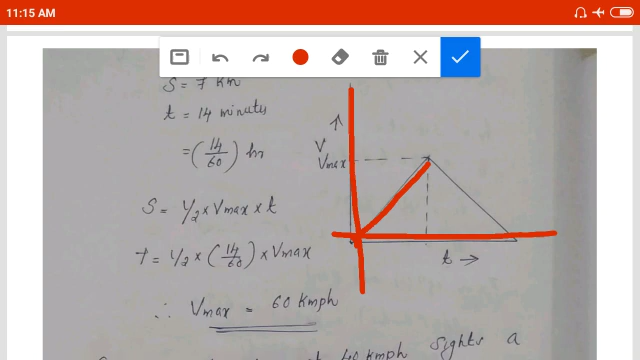 11:15 AM
S = 7 km
t = 14 minuts
= (14/60) hr
V
Vmax
S = 1/2 × Vmax × t
7 = 1/2 × (14/60) × Vmax
t →
∴ Vmax = 60 Kmph
40 kmph sights a